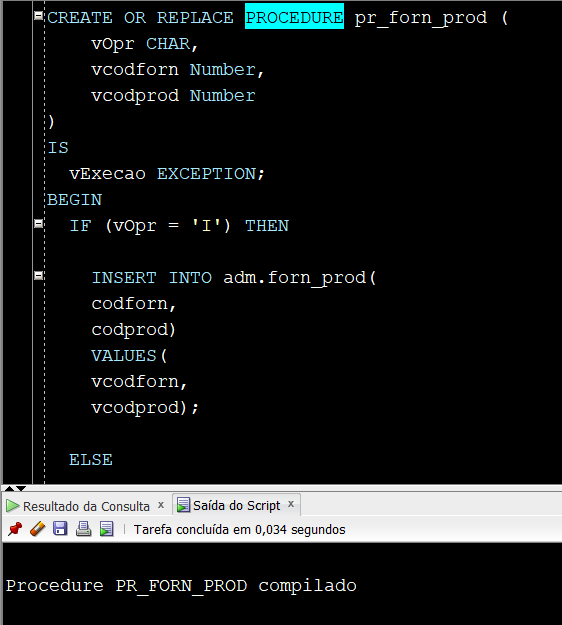 CREATE OR REPLACE PROCEDURE pr_forn_prod (
vOpr CHAR,
vcodforn Number,
vcodprod Number
)
IS
vExecao EXCEPTION;
BEGIN
IF (vOpr = 'I') THEN
INSERT INTO adm.forn_prod(
codforn,
codprod)
VALUES(
vcodforn,
vcodprod);
ELSE
Resultado da Consulta x Saída do Script x
Tarefa concluída em 0,034 segundos
Procedure PR_FORN_PROD compilado